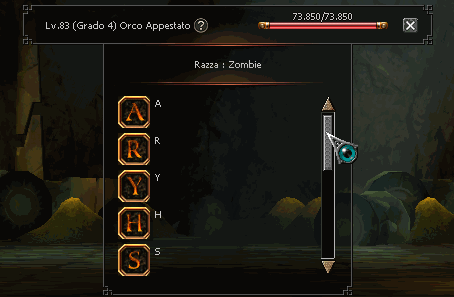 Lv.83 (Grado 4) Orco Appestato ?
73.850/73.850
Razza : Zombie
A A
R R
Y Y
H H
S S